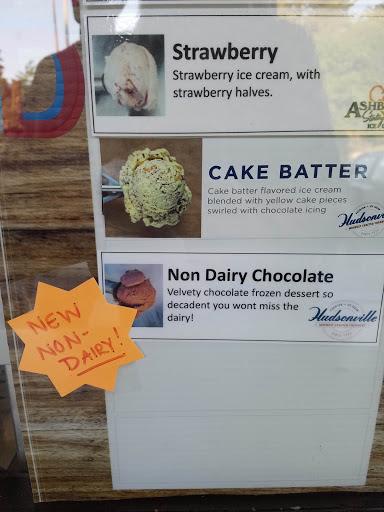 Strawberry
Strawberry ice cream, with
strawberry halves.
ASHB
CAKE BATTER
Cake batter flavored ice cream
blended with yellow cake pieces
swirled with chocolate icing
Hudsonville
Non Dairy Chocolate
Velvety chocolate frozen dessert so
decadent you wont miss the
dairy!
Hudsonville
NEW
NON-
DAIRY!